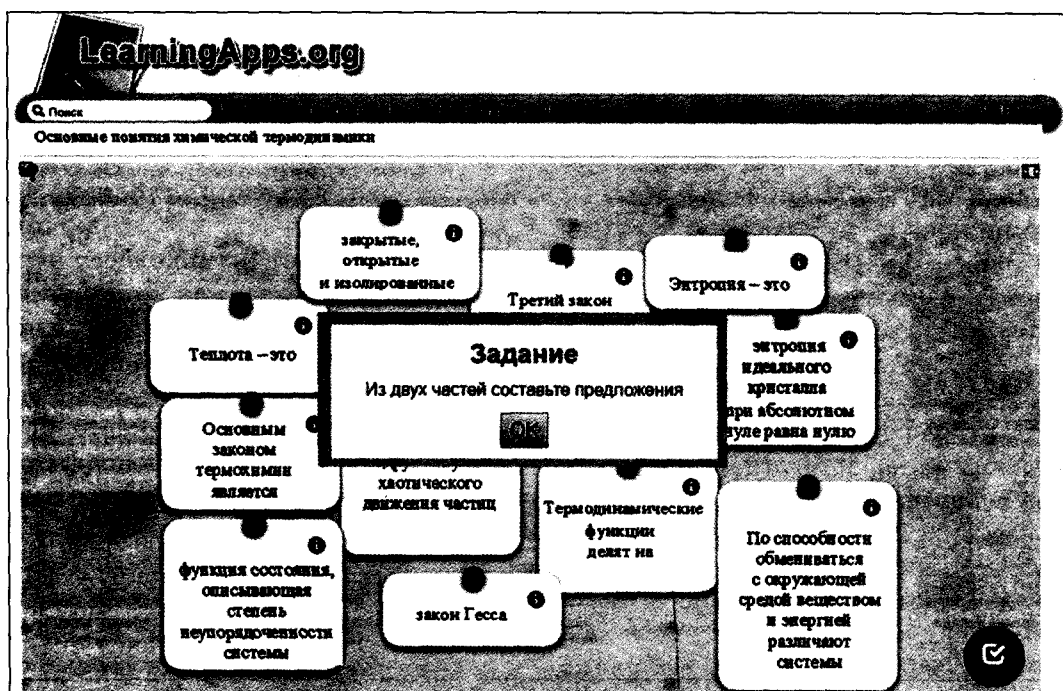 LearningApps.org
Поиск
Основные понятия химической термодинамики
закрытые,
открытые
и изолированные
Третий закон
Энтропия – это
Теплота – это
Задание
Из двух частей составьте предложения
OK
энтропия
идеального
кристалла
при абсолютном
нуле равна нулю
Основным
законом
термохимии
является
хаотического
движения частиц
Термодинамические
функции
делят на
функция состояния,
описывающая
степень
неупорядоченности
системы
закон Гесса
По способности
обмениваться
с окружающей
средой веществом
и энергией
различают
системы